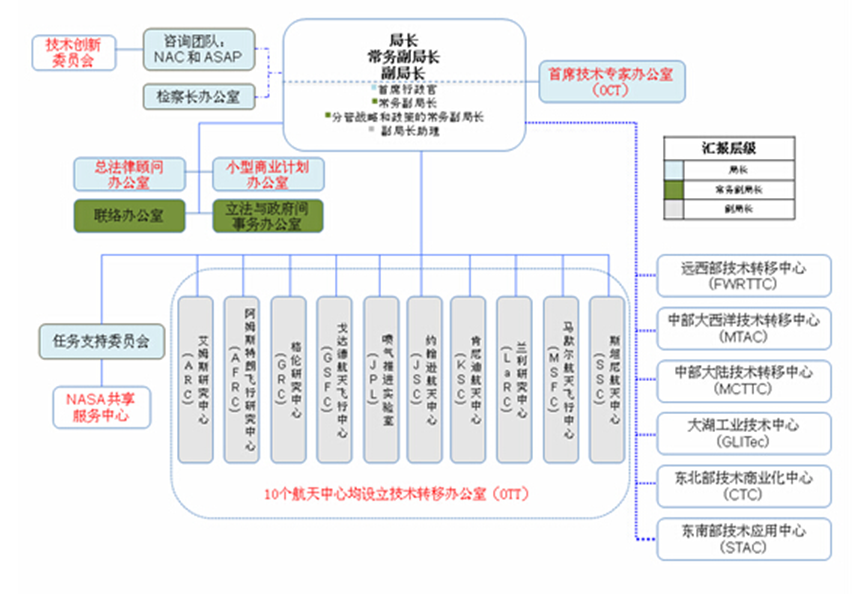 技术创新
委员会
咨询团队:
NAC和ASAP
检察长办公室
局长
常务副局长
副局长
首席行政官
常务副局长
分管战略和政策的常务副局长
副局长助理
首席技术专家办公室
(OCT)
总法律顾问
办公室
小型商业计划
办公室
联络办公室
立法与政府间
事务办公室
汇报层级
局长
常务副局长
副局长
任务支持委员会
NASA共享
服务中心
艾姆斯研究中心
(ARC)
阿姆斯特朗飞行研究中心
(AFRC)
格伦研究中心
(GRC)
戈达德航天飞行中心
(GSFC)
喷气推进实验室
(JPL)
约翰逊航天中心
(JSC)
肯尼迪航天中心
(KSC)
兰利研究中心
(LaRC)
马歇尔航天飞行中心
(MSFC)
斯坦尼航天中心
(SSC)
10个航天中心均设立技术转移办公室(OTT)
远西部技术转移中心
(FWRTTC)
中部大西洋技术转移中心
(MTAC)
中部大陆技术转移中心
(MCTTC)
大湖工业技术中心
(GLITec)
东北部技术商业化中心
(CTC)
东南部技术应用中心
(STAC)